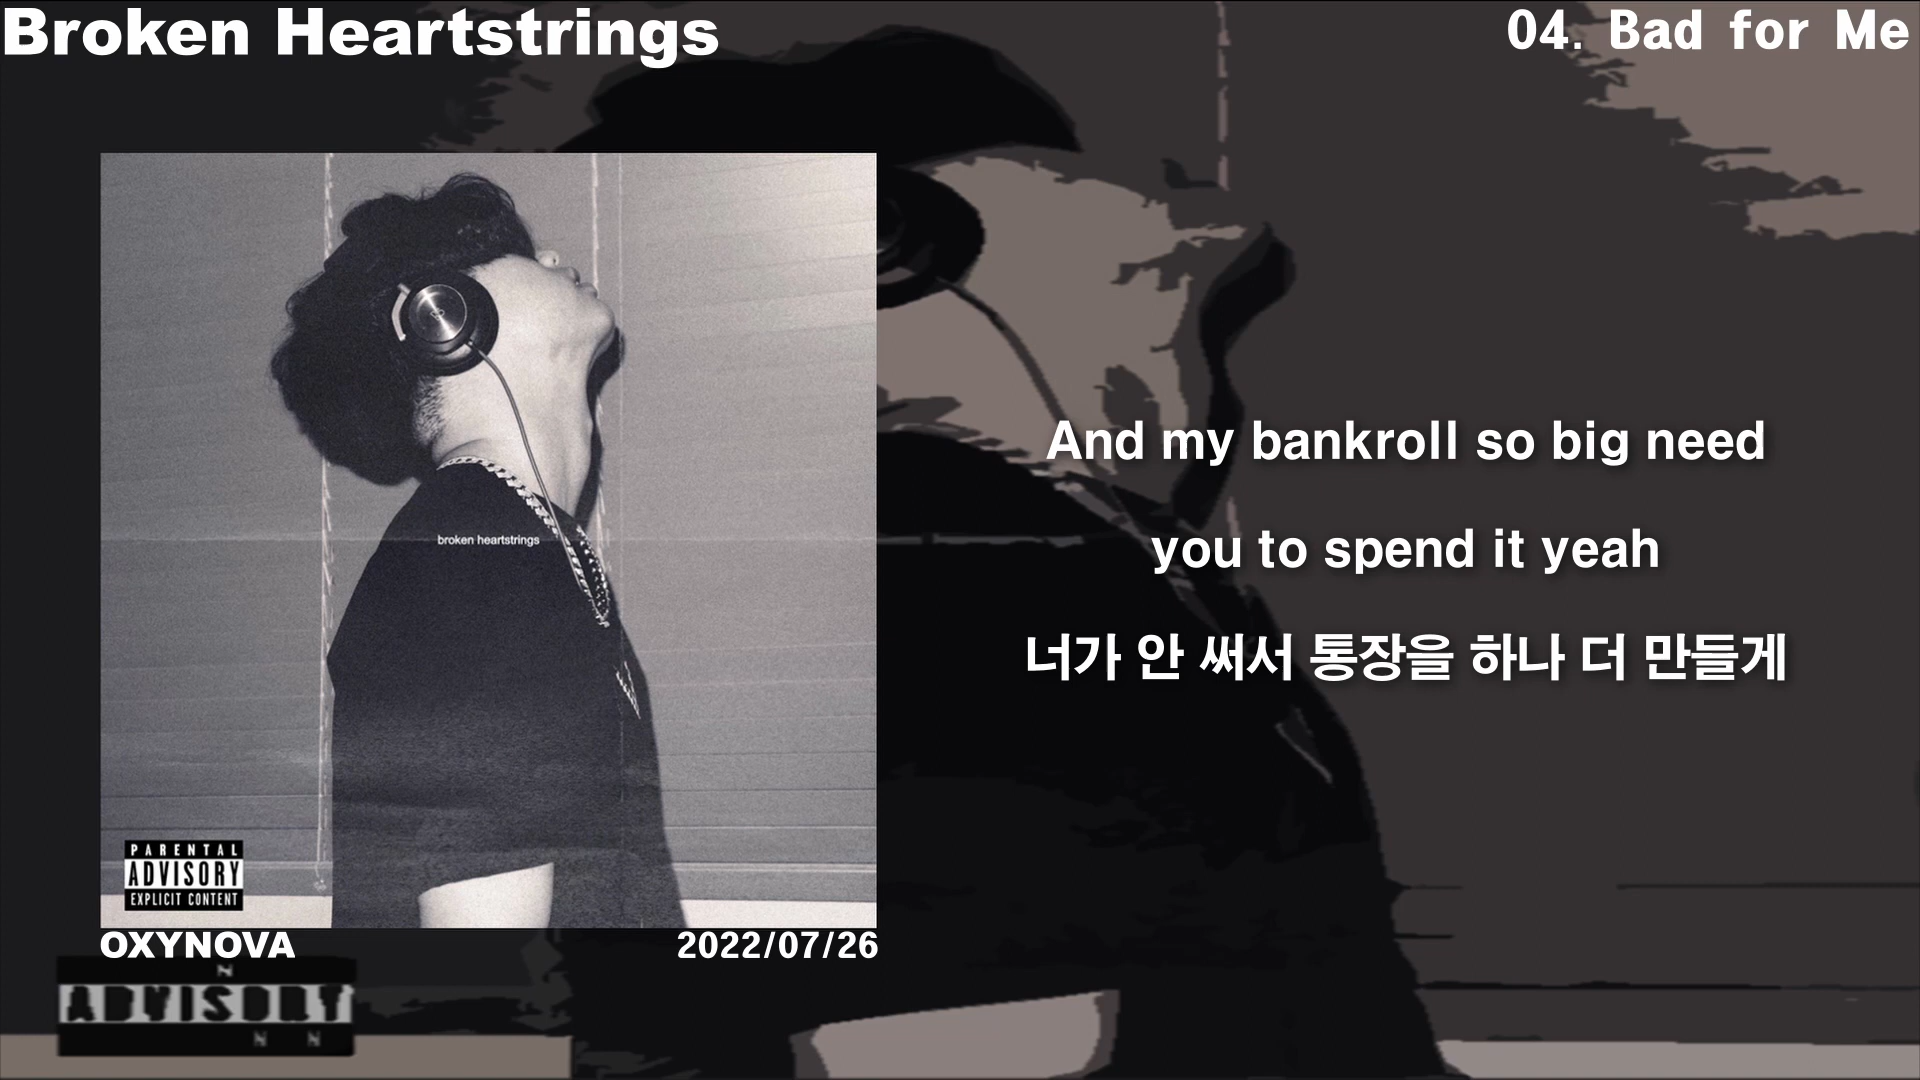 Broken Heartstrings
04. Bad for Me
broken heartstrings
And my bankroll so big need
you to spend it yeah
너가 안 써서 통장을 하나 더 만들게
PARENTAL
ADVISORY
EXPLICIT CONTENT
OXYNOVA
2022/07/26
ADVISORY